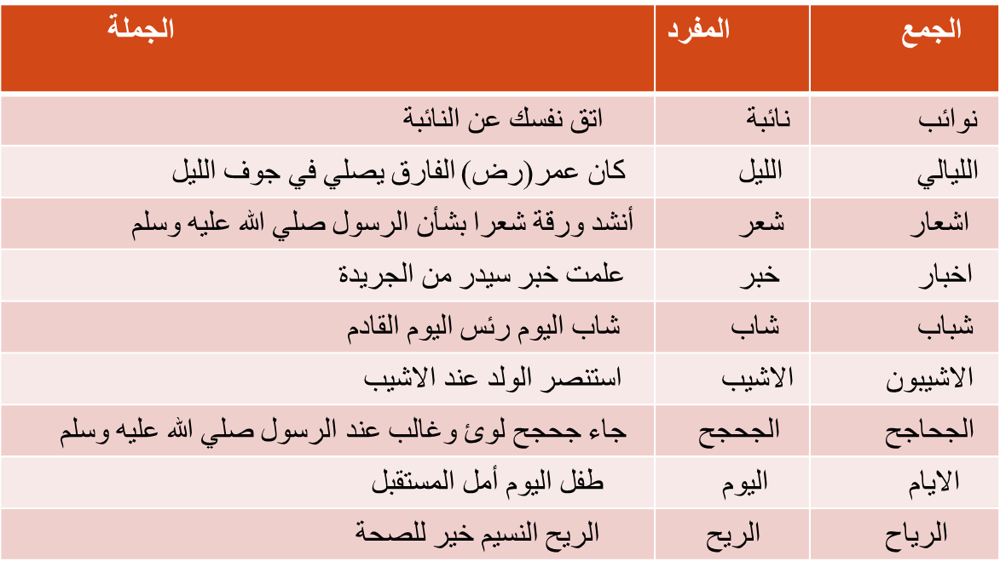 الجمع المفرد الجملة
نوائب نائبة اتق نفسك عن النائبة
الليالي الليل كان عمر(رض) الفارق يصلي في جوف الليل
اشعار شعر أنشد ورقة شعرا بشأن الرسول صلي الله عليه وسلم
اخبار خبر علمت خبر سيدر من الجريدة
شباب شاب شاب اليوم رئس اليوم القادم
الاشيبون الاشيب استنصر الولد عند الاشيب
الجحاجح الجحجح جاء جحجح لوئ وغالب عند الرسول صلي الله عليه وسلم
الايام اليوم طفل اليوم أمل المستقبل
الرياح الريح الريح النسيم خير للصحة